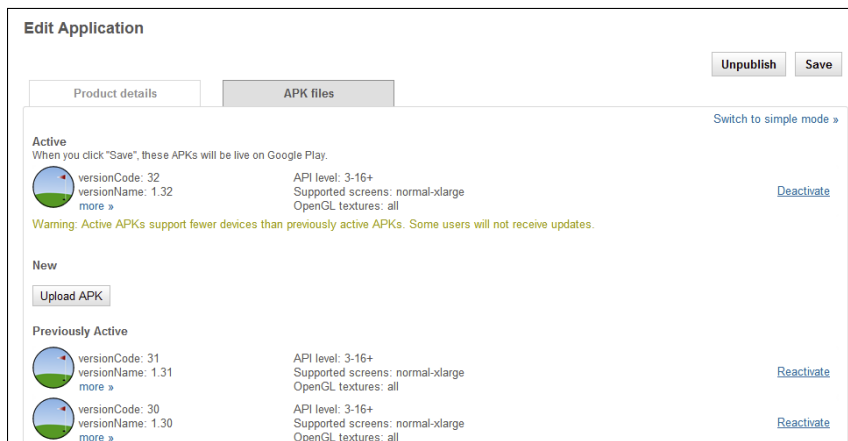 Edit Application
Unpublish Save
Product details APK files
Switch to simple mode »
Active
When you click "Save", these APKs will be live on Google Play.
versionCode: 32 API level: 3-16+
versionName: 1.32 Supported screens: normal-xlarge Deactivate
more » OpenGL textures: all
Warning: Active APKs support fewer devices than previously active APKs. Some users will not receive updates.
New
Upload APK
Previously Active
versionCode: 31 API level: 3-16+
versionName: 1.31 Supported screens: normal-xlarge Reactivate
more » OpenGL textures: all
versionCode: 30 API level: 3-16+
versionName: 1.30 Supported screens: normal-xlarge Reactivate
more » OpenGL textures: all